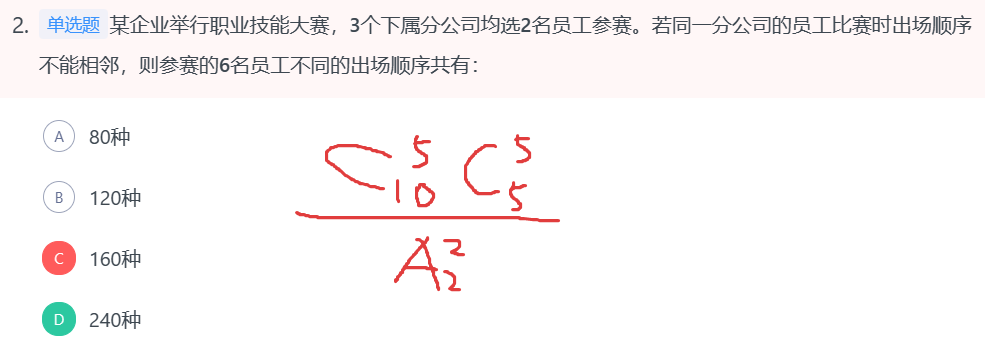 2. 单选题 某企业举行职业技能大赛，3个下属分公司均选2名员工参赛。若同一分公司的员工比赛时出场顺序
不能相邻，则参赛的6名员工不同的出场顺序共有：
A 80种
B 120种
C 160种
D 240种
C 5 10 C 5 5
A 2 2